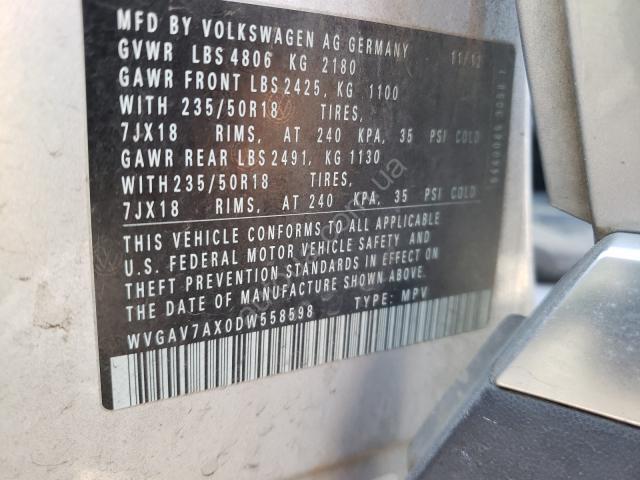 MFD BY VOLKSWAGEN AG GERMANY 11/12
GVWR LBS 4806 KG 2180
GAWR FRONT LBS 2425, KG 1100
WITH 235/50R18 TIRES,
7JX18 RIMS, AT 240 KPA, 35 PSI COLD
GAWR REAR LBS 2491, KG 1130
WITH 235/50R18 TIRES,
7JX18 RIMS, AT 240 KPA, 35 PSI COLD
THIS VEHICLE CONFORMS TO ALL APPLICABLE
U.S. FEDERAL MOTOR VEHICLE SAFETY AND
THEFT PREVENTION STANDARDS IN EFFECT ON
THE DATE OF MANUFACTURE SHOWN ABOVE.
WVGAV7AX0DW558598 TYPE: MPV